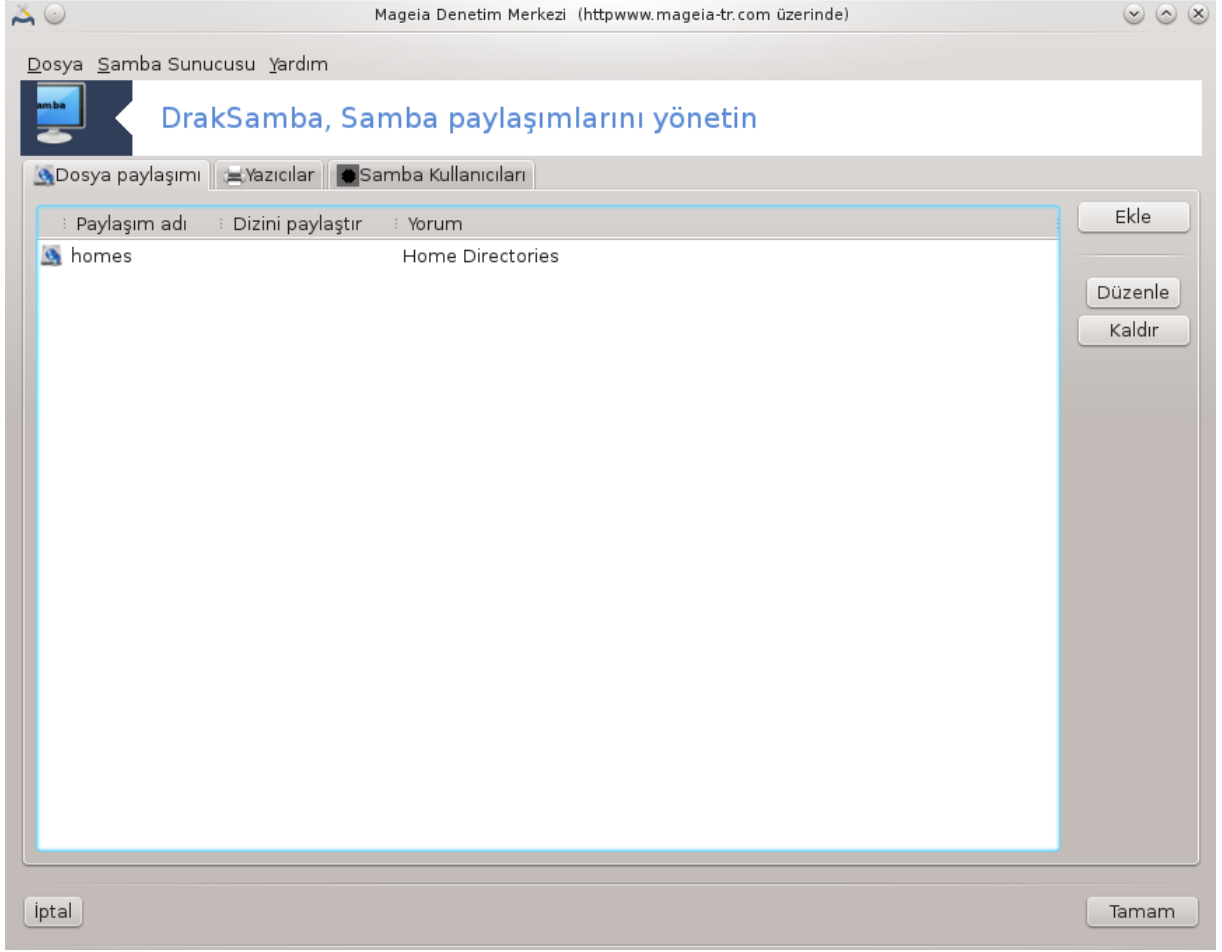 Mageia Denetim Merkezi (httpwww.mageia-tr.com üzerinde)
Dosya Samba Sunucusu Yardım
amba
DrakSamba, Samba paylaşımlarını yönetin
Dosya paylaşımı Yazıcılar Samba Kullanıcıları
Paylaşım adı Dizini paylaştır Yorum
homes Home Directories
Ekle
Düzenle
Kaldır
İptal Tamam